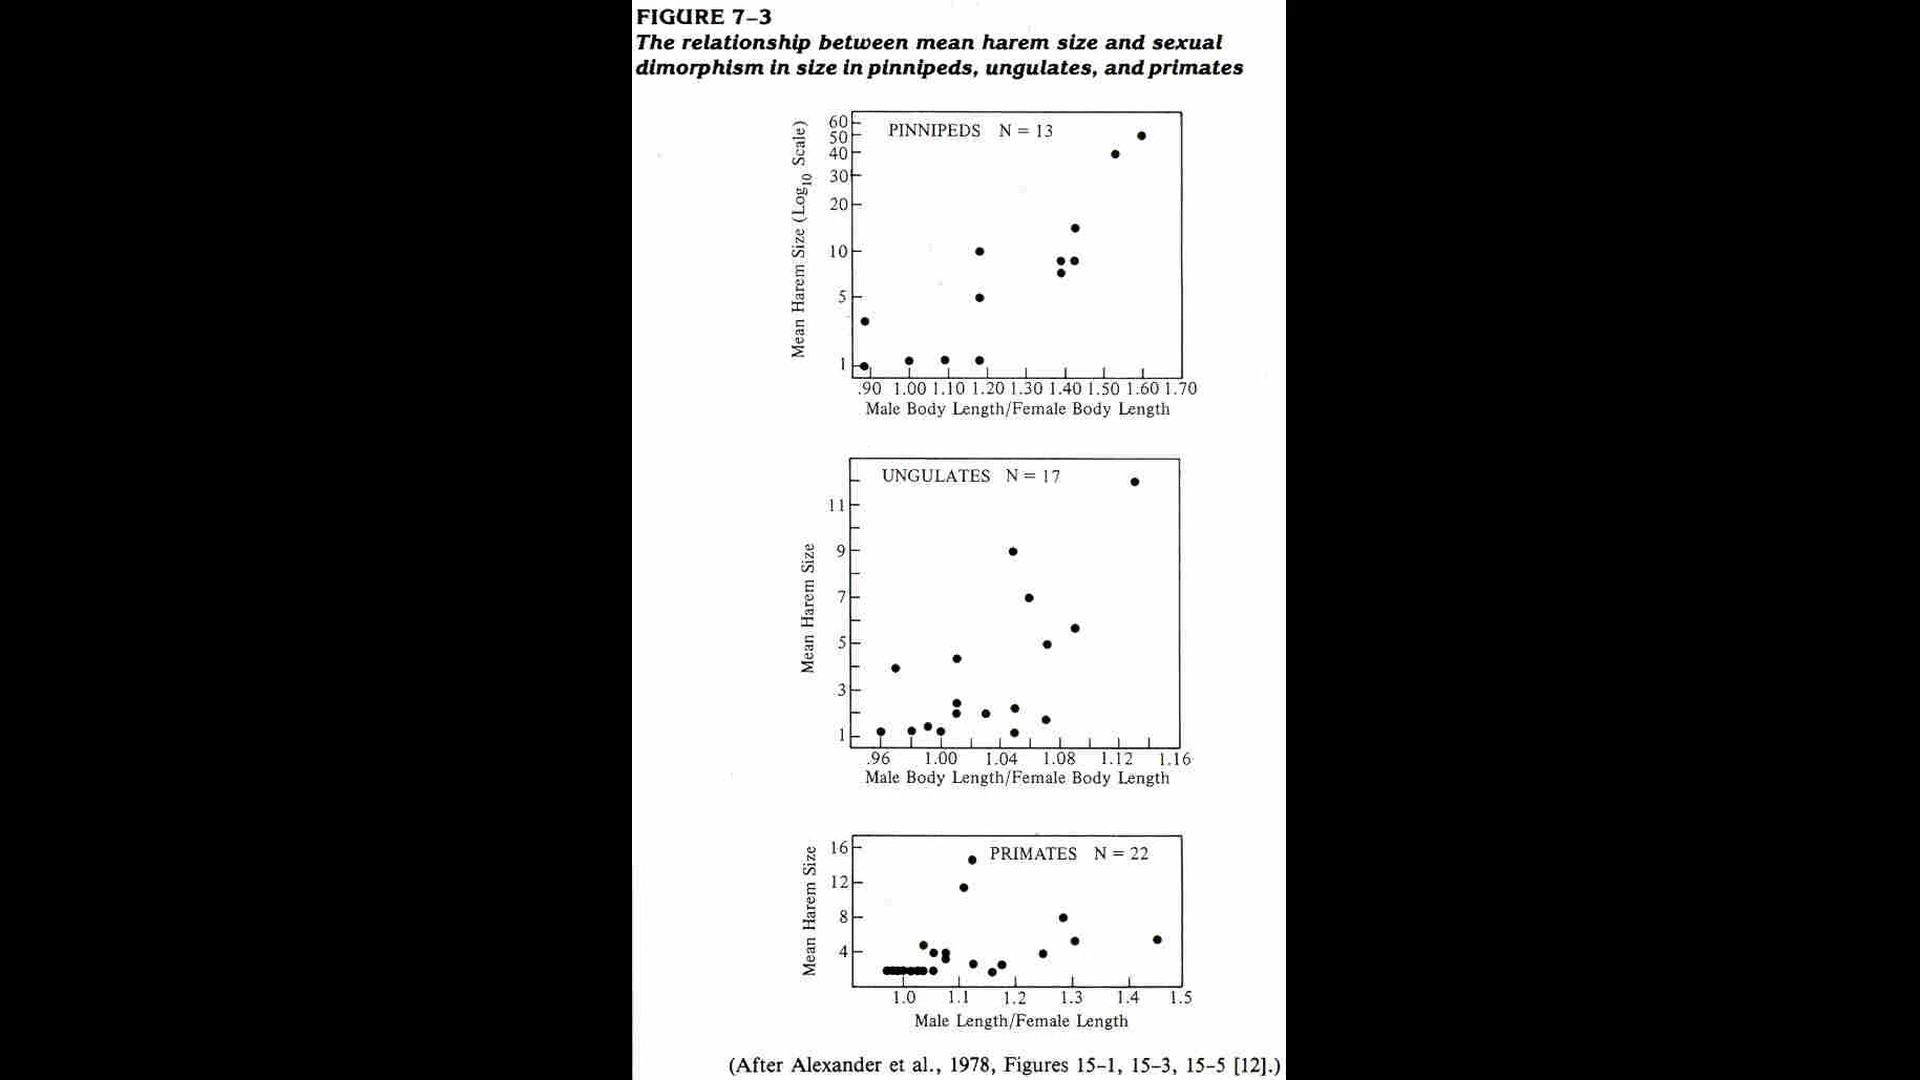 FIGURE 7–3
The relationship between mean harem size and sexual
dimorphism in size in pinnipeds, ungulates, and primates
PINNIPEDS N = 13
Mean Harem Size (Log10 Scale)
60
50
40
30
20
10
5
1
.90 1.00 1.10 1.20 1.30 1.40 1.50 1.60 1.70
Male Body Length/Female Body Length
UNGULATES N = 17
Mean Harem Size
11
9
7
5
3
1
.96 1.00 1.04 1.08 1.12 1.16
Male Body Length/Female Body Length
PRIMATES N = 22
Mean Harem Size
16
12
8
4
1.0 1.1 1.2 1.3 1.4 1.5
Male Length/Female Length
(After Alexander et al., 1978, Figures 15–1, 15–3, 15–5 [12].)